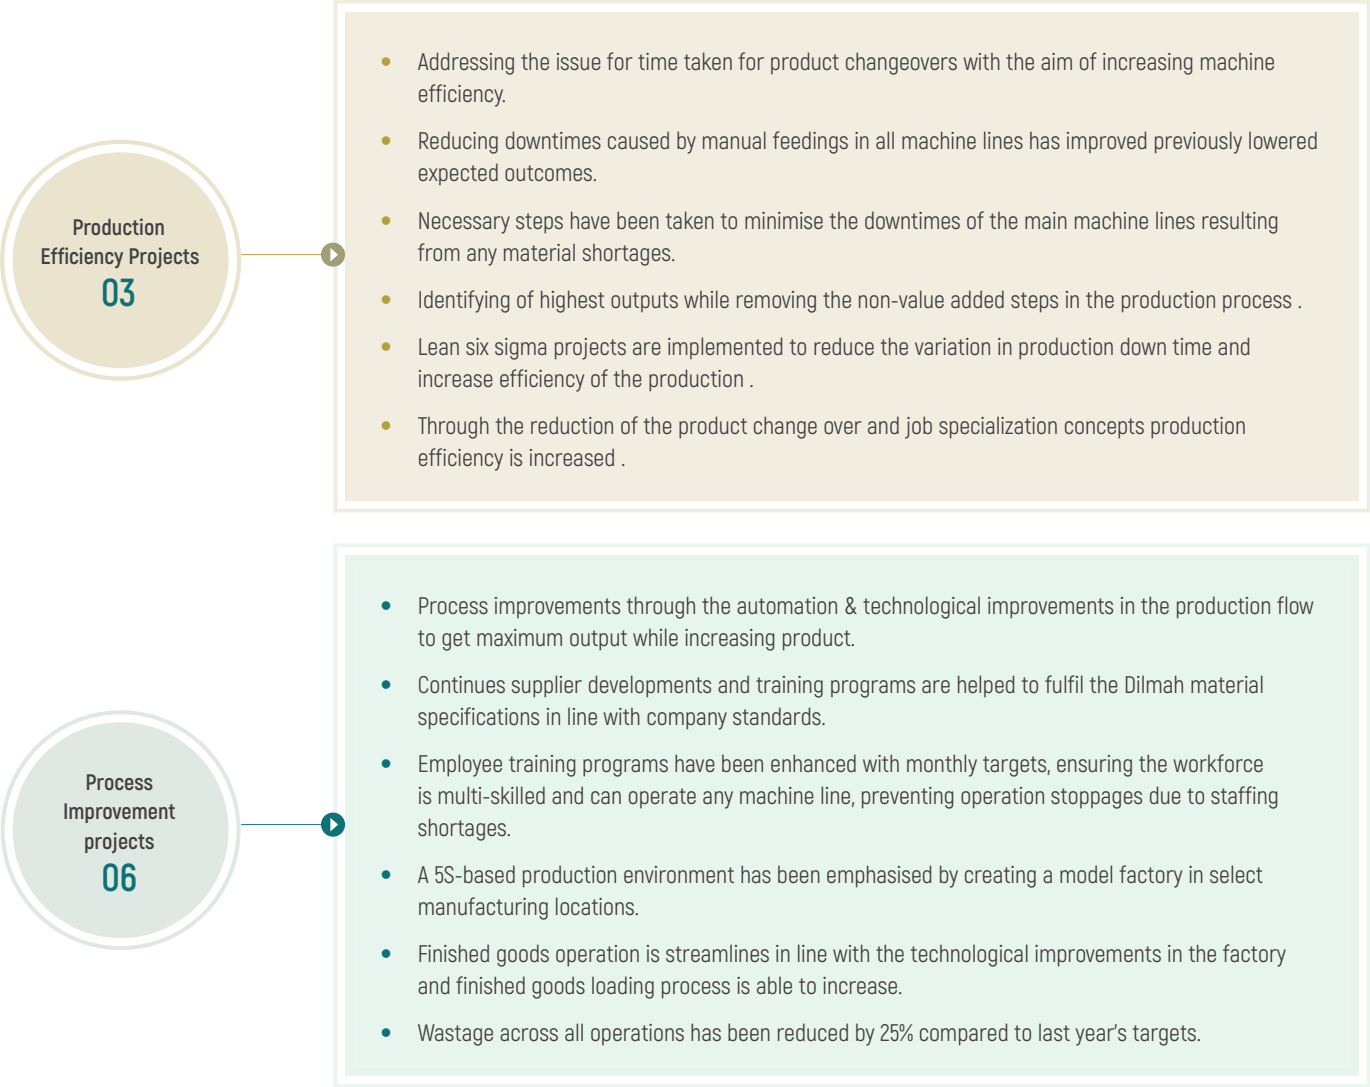 Production
Efficiency Projects
03
• Addressing the issue for time taken for product changeovers with the aim of increasing machine
efficiency.
• Reducing downtimes caused by manual feedings in all machine lines has improved previously lowered
expected outcomes.
• Necessary steps have been taken to minimise the downtimes of the main machine lines resulting
from any material shortages.
• Identifying of highest outputs while removing the non-value added steps in the production process .
• Lean six sigma projects are implemented to reduce the variation in production down time and
increase efficiency of the production .
• Through the reduction of the product change over and job specialization concepts production
efficiency is increased .
Process
Improvement
projects
06
• Process improvements through the automation & technological improvements in the production flow
to get maximum output while increasing product.
• Continues supplier developments and training programs are helped to fulfil the Dilmah material
specifications in line with company standards.
• Employee training programs have been enhanced with monthly targets, ensuring the workforce
is multi-skilled and can operate any machine line, preventing operation stoppages due to staffing
shortages.
• A 5S-based production environment has been emphasised by creating a model factory in select
manufacturing locations.
• Finished goods operation is streamlines in line with the technological improvements in the factory
and finished goods loading process is able to increase.
• Wastage across all operations has been reduced by 25% compared to last year's targets.